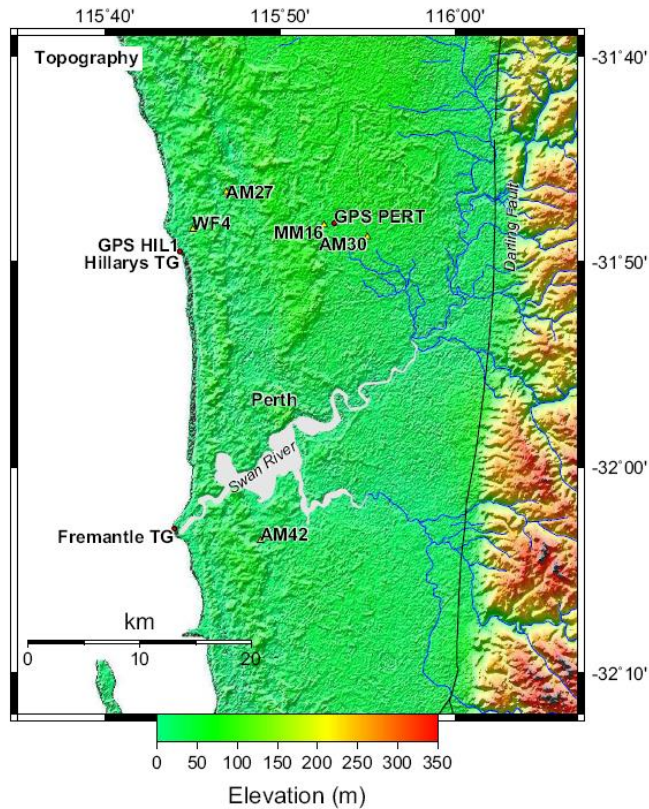 115°40'
115°50'
116°00'
Topography
-31°40'
AM27
WF4
MM16
GPS PERT
AM30
GPS HIL1
Hillarys TG
Darling Fault
-31°50'
Perth
Swan River
-32°00'
Fremantle TG
AM42
km
0
10
20
-32°10'
0
50
100
150
200
250
300
350
Elevation (m)